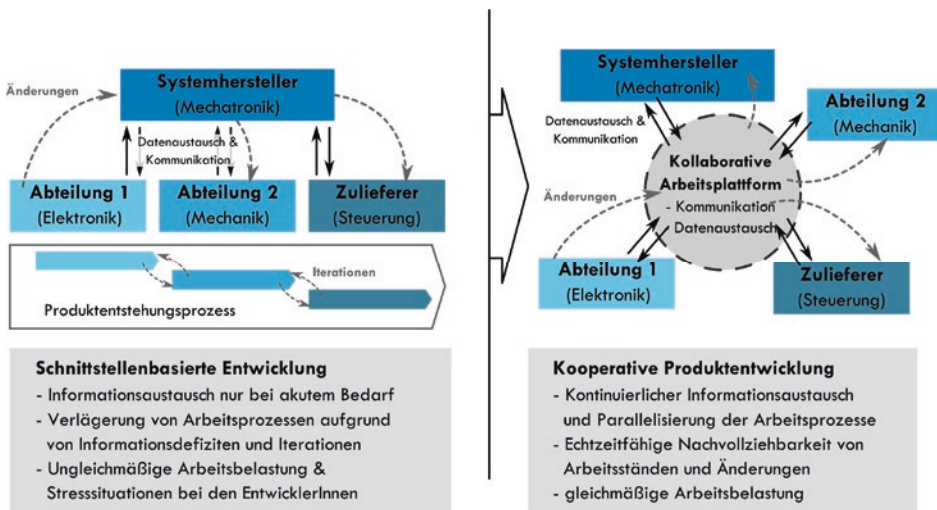 Systemhersteller
(Mechatronik)
Änderungen
Datenaustausch &
Kommunikation
Abteilung 1
(Elektronik)
Abteilung 2
(Mechanik)
Zulieferer
(Steuerung)
Iterationen
Produktentstehungsprozess
Schnittstellenbasierte Entwicklung
- Informationsaustausch nur bei akutem Bedarf
- Verlägerung von Arbeitsprozessen aufgrund
von Informationsdefiziten und Iterationen
- Ungleichmäßige Arbeitsbelastung &
Stresssituationen bei den EntwicklerInnen
Systemhersteller
(Mechatronik)
Abteilung 2
(Mechanik)
Datenaustausch &
Kommunikation
Kollaborative
Arbeitsplattform
- Kommunikation
Datenaustausch
Änderungen
Abteilung 1
(Elektronik)
Zulieferer
(Steuerung)
Kooperative Produktentwicklung
- Kontinuierlicher Informationsaustausch
und Parallelisierung der Arbeitsprozesse
- Echtzeitfähige Nachvollziehbarkeit von
Arbeitsständen und Änderungen
- gleichmäßige Arbeitsbelastung